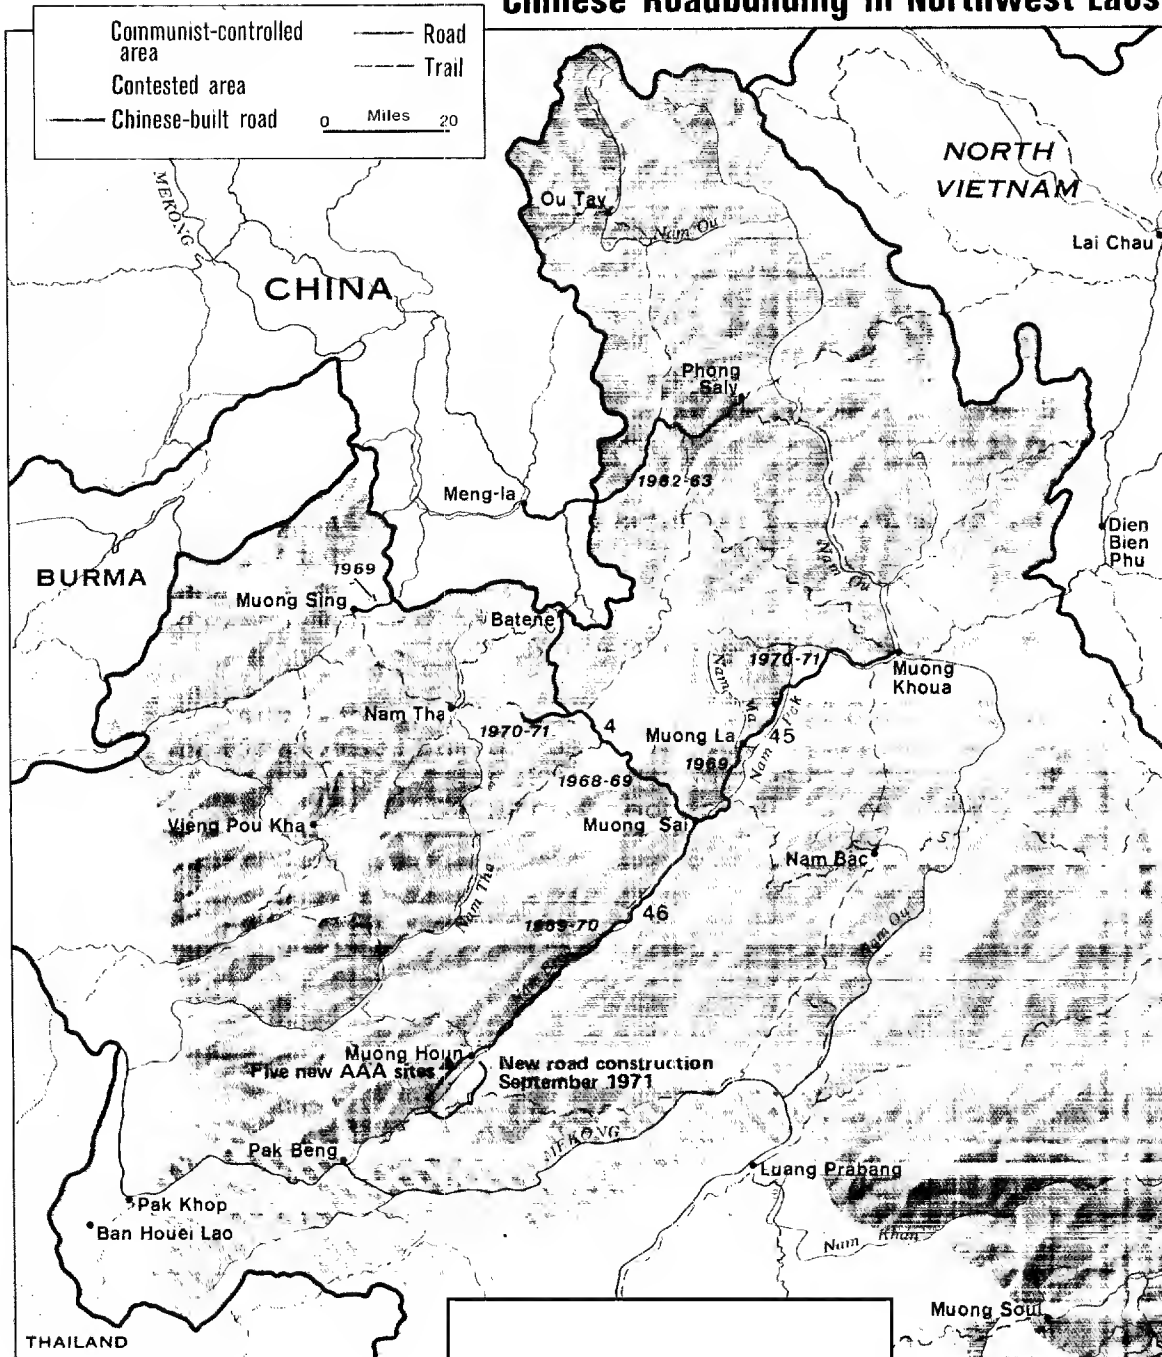 Chinese Roadbuilding in Northwest Laos
Communist-controlled
area
Contested area
Chinese-built road
Road
Trail
0 Miles 20
MEKONG
CHINA
NORTH
VIETNAM
Ou Tay
Nam Ou
Lai Chau
Phong
Saly
1962-63
Meng-la
Dien
Bien
Phu
BURMA
1969
Muong Sing
Batene
Nam Ou
1970-71
Muong
Khoua
Nam Ma
Nam Tha
1970-71
4
Muong La
45
1969
Nam
1968-69
Muong Sai
Vieng Pou Kha
Nam Bac
Nam Tha
46
1969-70
Nam Ou
Muong Houn
Five new AAA sites
New road construction
September 1971
MEKONG
Pak Beng
Luang Prabang
Pak Khop
Ban Houei Lao
Nam Khan
Muong Soui
THAILAND